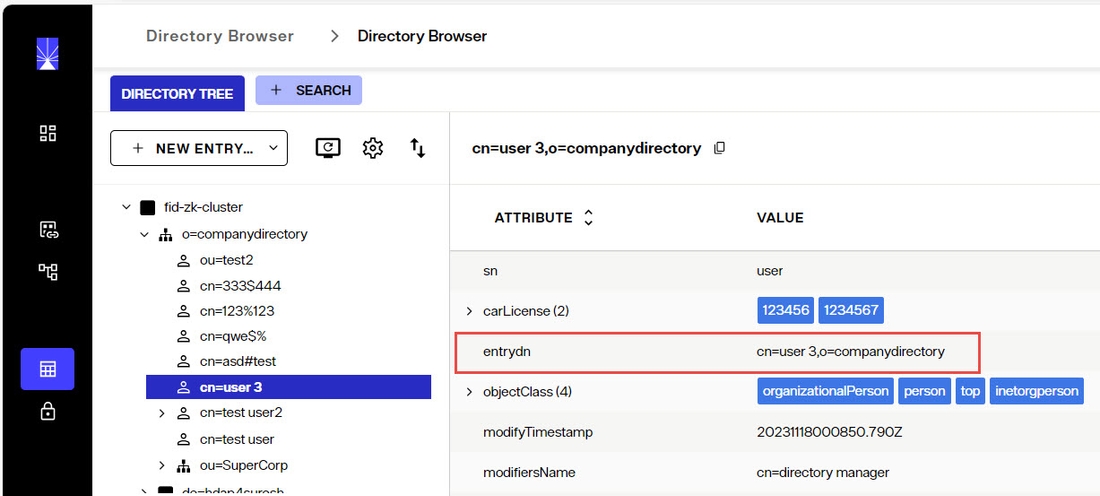 Directory Browser > Directory Browser
DIRECTORY TREE + SEARCH
+ NEW ENTRY...
fid-zk-cluster
o=companydirectory
ou=test2
cn=333$444
cn=123%123
cn=qwe$%
cn=asd#test
cn=user 3
cn=test user2
cn=test user
ou=SuperCorp
cn=user 3,o=companydirectory
ATTRIBUTE VALUE
sn user
carLicense (2) 123456 1234567
entrydn cn=user 3,o=companydirectory
objectClass (4) organizationalPerson person top inetorgperson
modifyTimestamp 20231118000850.790Z
modifiersName cn=directory manager